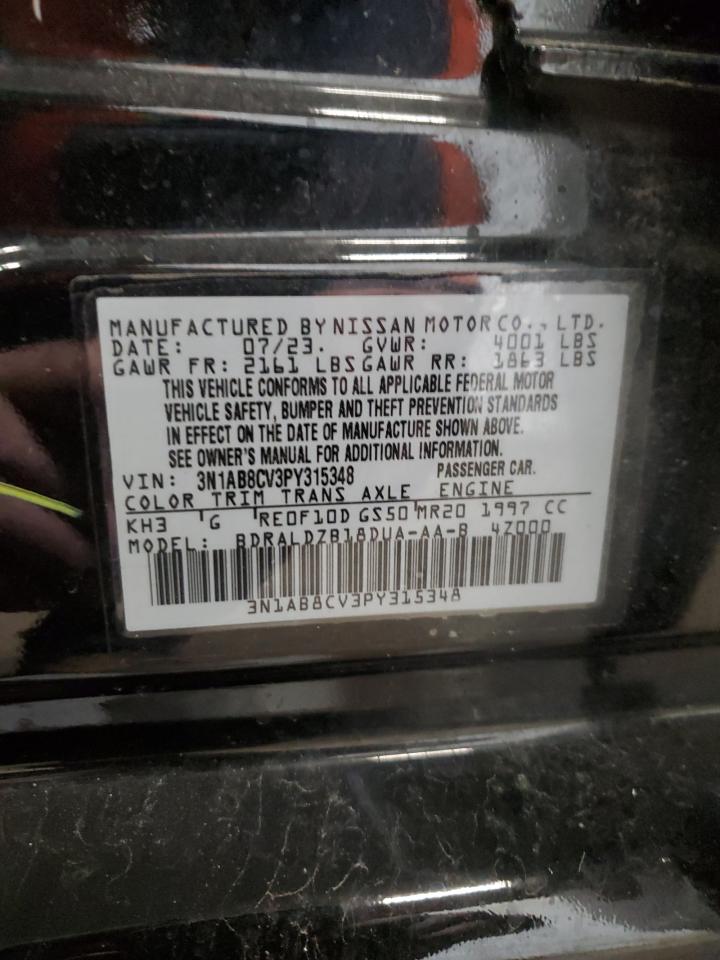 MANUFACTURED BY NISSAN MOTOR CO., LTD.
DATE: 07/23. GVWR: 4001 LBS
GAWR FR: 2161 LBS GAWR RR: 1863 LBS
THIS VEHICLE CONFORMS TO ALL APPLICABLE FEDERAL MOTOR
VEHICLE SAFETY, BUMPER AND THEFT PREVENTION STANDARDS
IN EFFECT ON THE DATE OF MANUFACTURE SHOWN ABOVE.
SEE OWNER'S MANUAL FOR ADDITIONAL INFORMATION.
VIN: 3N1AB8CV3PY315348 PASSENGER CAR.
COLOR TRIM TRANS AXLE ENGINE
KH3 G RE0F10D GS50 MR20 1997 CC
MODEL: BDRALDZB18DUA-AA-B 4Z000
3N1AB8CV3PY315348